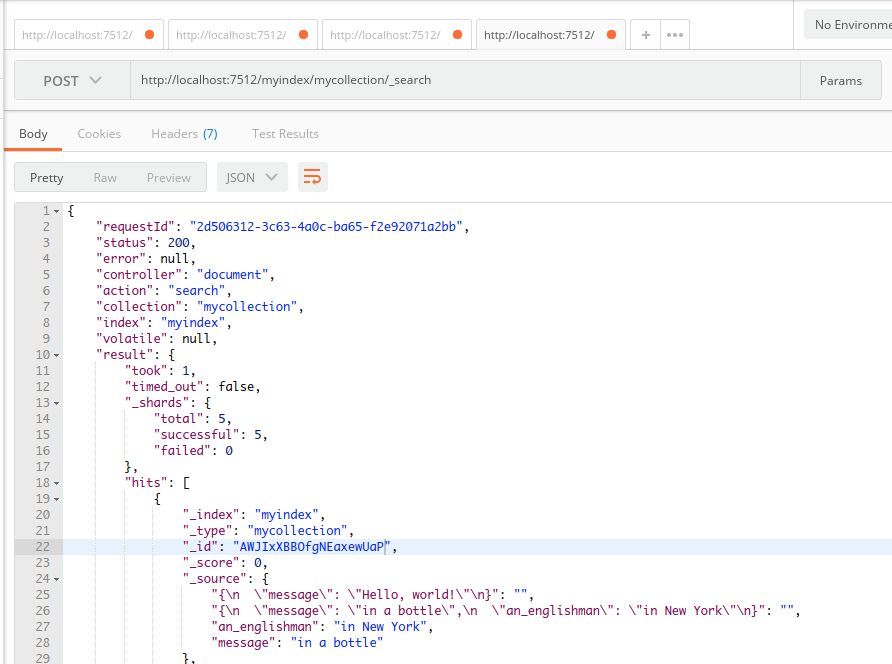 http://localhost:7512/ http://localhost:7512/ http://localhost:7512/ http://localhost:7512/ + ••• No Environme
POST http://localhost:7512/myindex/mycollection/_search Params
Body Cookies Headers (7) Test Results
Pretty Raw Preview JSON
1 {
2 "requestId": "2d506312-3c63-4a0c-ba65-f2e92071a2bb",
3 "status": 200,
4 "error": null,
5 "controller": "document",
6 "action": "search",
7 "collection": "mycollection",
8 "index": "myindex",
9 "volatile": null,
10 "result": {
11 "took": 1,
12 "timed_out": false,
13 "_shards": {
14 "total": 5,
15 "successful": 5,
16 "failed": 0
17 },
18 "hits": [
19 {
20 "_index": "myindex",
21 "_type": "mycollection",
22 "_id": "AWJIxXBBOfgNEaxewUaP",
23 "_score": 0,
24 "_source": {
25 "{\n  \"message\": \"Hello, world!\"\n}": "",
26 "{\n  \"message\": \"in a bottle\",\n  \"an_englishman\": \"in New York\"\n}": "",
27 "an_englishman": "in New York",
28 "message": "in a bottle"
29 },